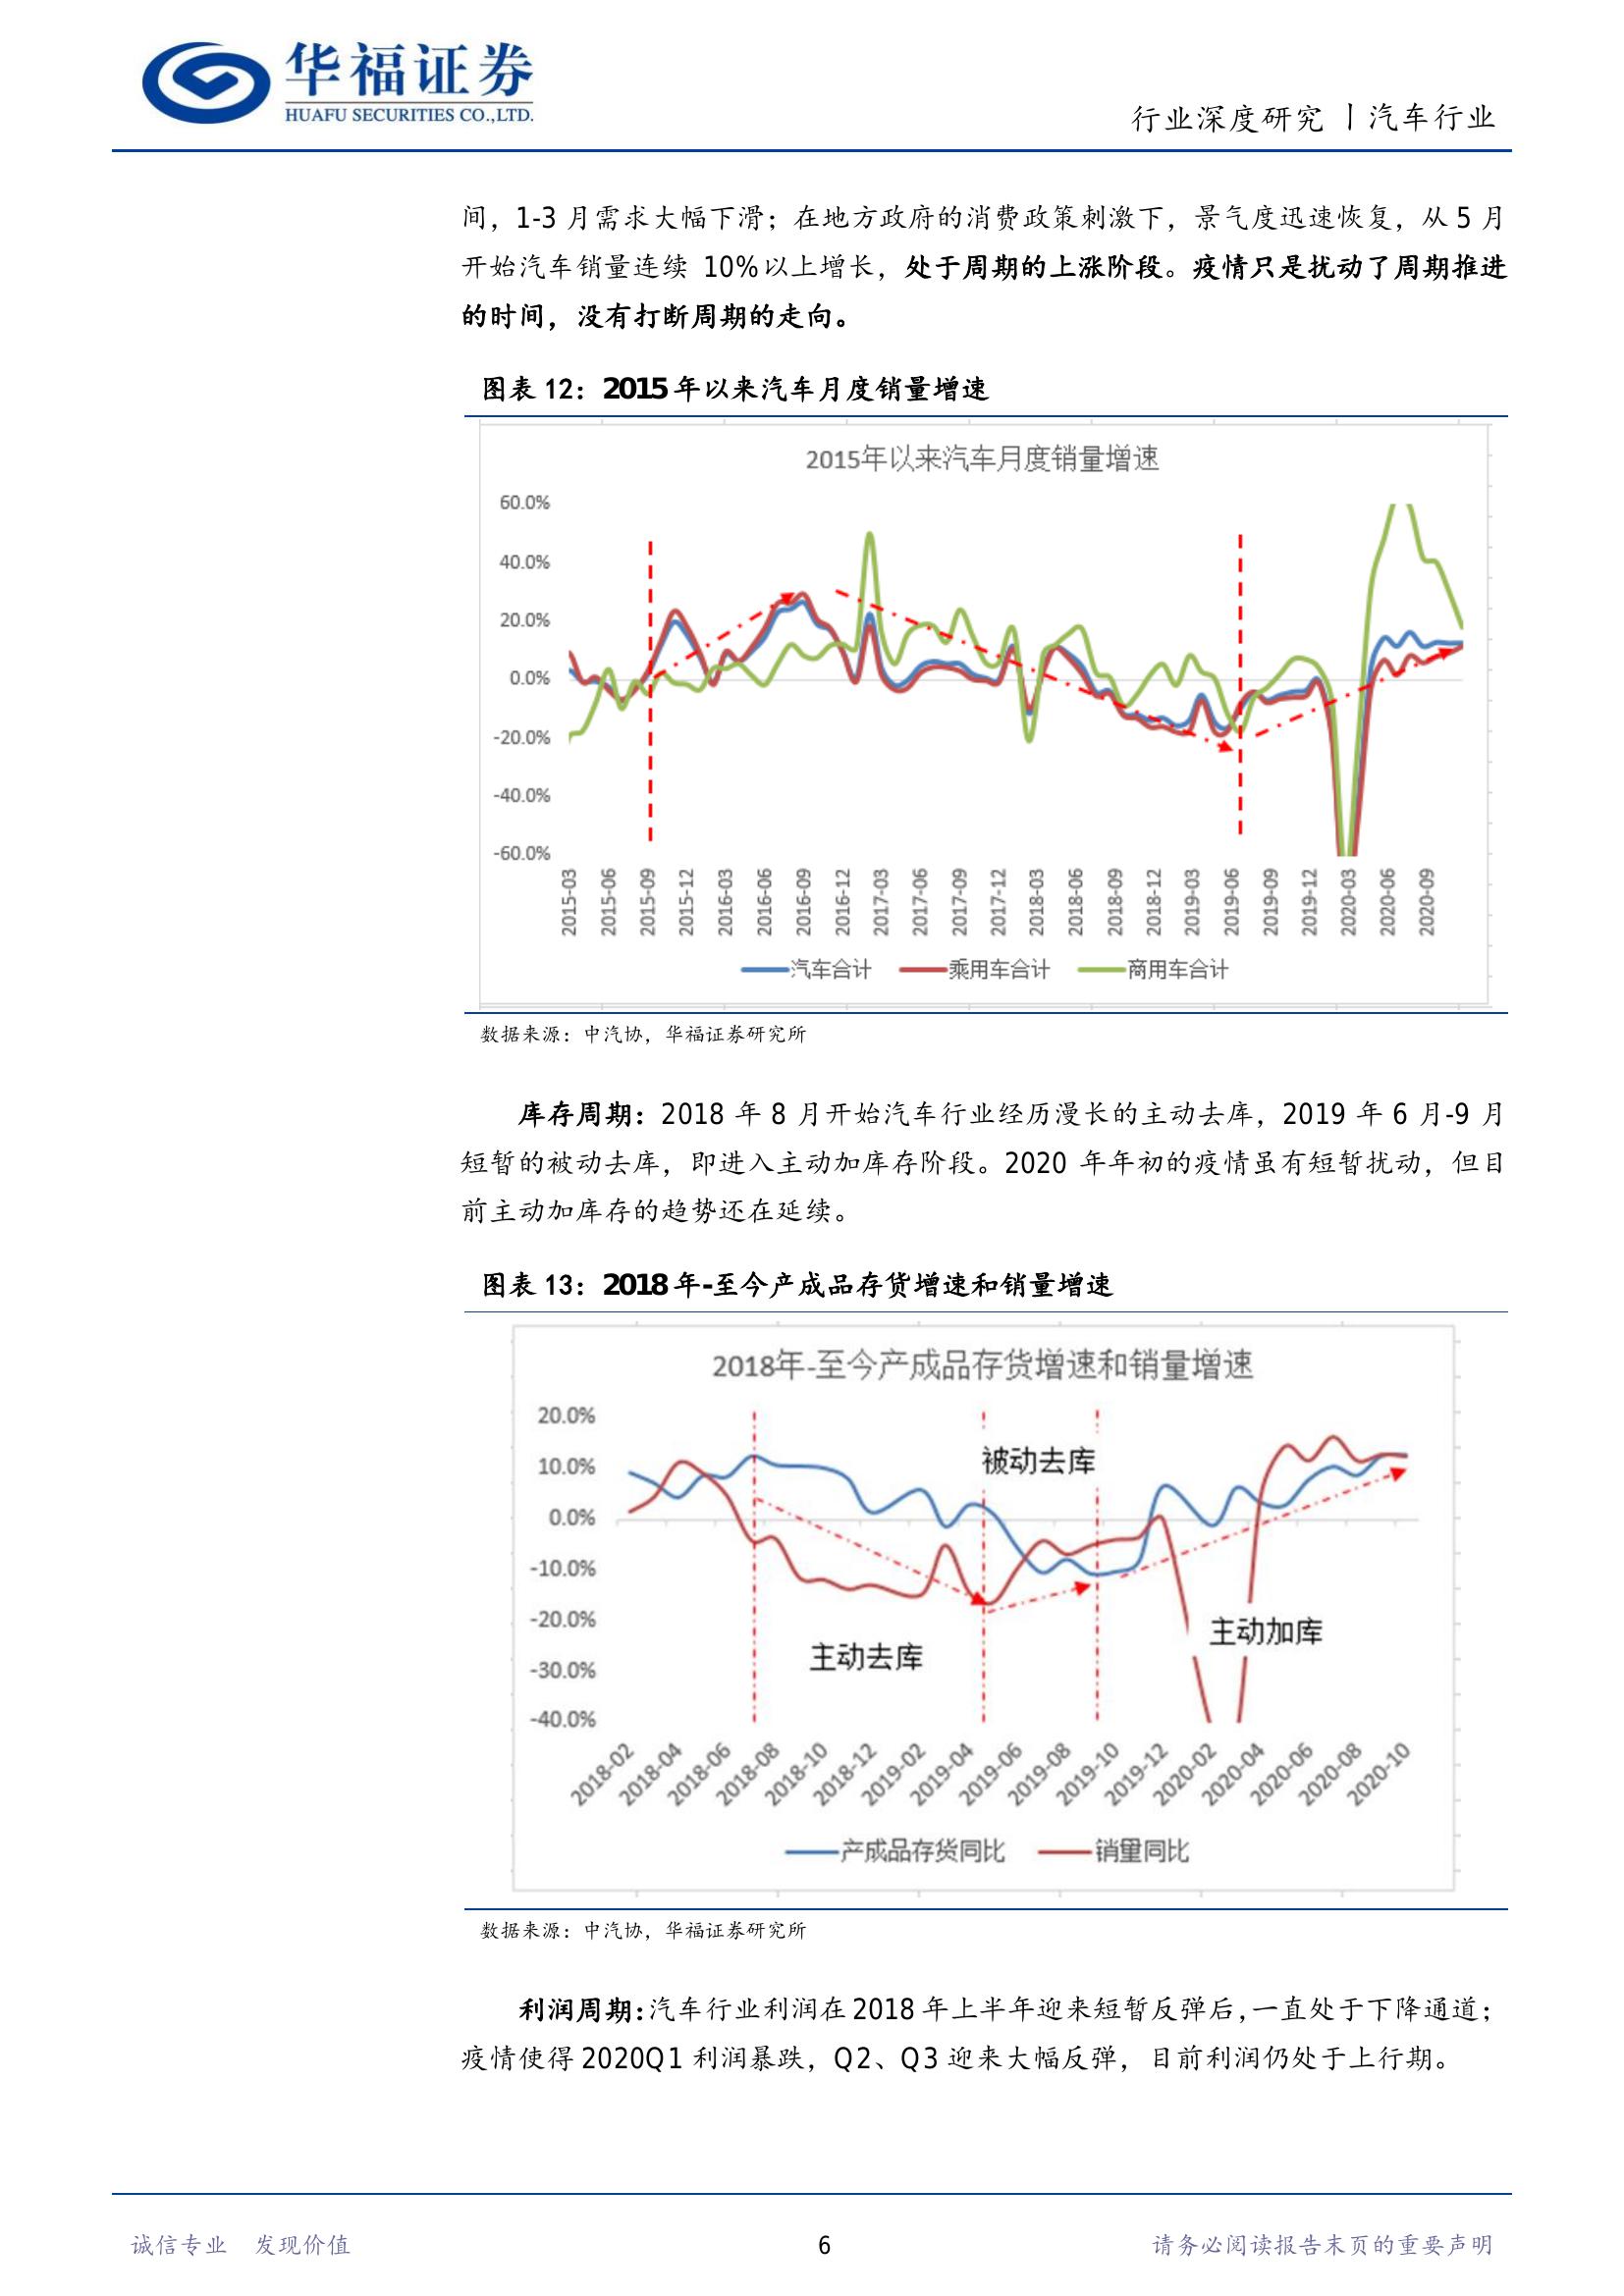 华福证券
HUAFU SECURITIES CO.,LTD.
行业深度研究 丨汽车行业
间，1-3 月需求大幅下滑；在地方政府的消费政策刺激下，景气度迅速恢复，从 5 月
开始汽车销量连续 10%以上增长，处于周期的上涨阶段。疫情只是扰动了周期推进
的时间，没有打断周期的走向。
图表 12：2015 年以来汽车月度销量增速
2015年以来汽车月度销量增速
60.0%
40.0%
20.0%
0.0%
-20.0%
-40.0%
-60.0%
2015-03
2015-06
2015-09
2015-12
2016-03
2016-06
2016-09
2016-12
2017-03
2017-06
2017-09
2017-12
2018-03
2018-06
2018-09
2018-12
2019-03
2019-06
2019-09
2019-12
2020-03
2020-06
2020-09
汽车合计 乘用车合计 商用车合计
数据来源：中汽协，华福证券研究所
库存周期：2018 年 8 月开始汽车行业经历漫长的主动去库，2019 年 6 月-9 月
短暂的被动去库，即进入主动加库存阶段。2020 年年初的疫情虽有短暂扰动，但目
前主动加库存的趋势还在延续。
图表 13：2018 年-至今产成品存货增速和销量增速
2018年-至今产成品存货增速和销量增速
20.0%
10.0%
0.0%
-10.0%
-20.0%
-30.0%
-40.0%
被动去库
主动去库
主动加库
2018-02
2018-04
2018-06
2018-08
2018-10
2018-12
2019-02
2019-04
2019-06
2019-08
2019-10
2019-12
2020-02
2020-04
2020-06
2020-08
2020-10
产成品存货同比 销量同比
数据来源：中汽协，华福证券研究所
利润周期：汽车行业利润在 2018 年上半年迎来短暂反弹后，一直处于下降通道；
疫情使得 2020Q1 利润暴跌，Q2、Q3 迎来大幅反弹，目前利润仍处于上行期。
诚信专业 发现价值
6
请务必阅读报告末页的重要声明